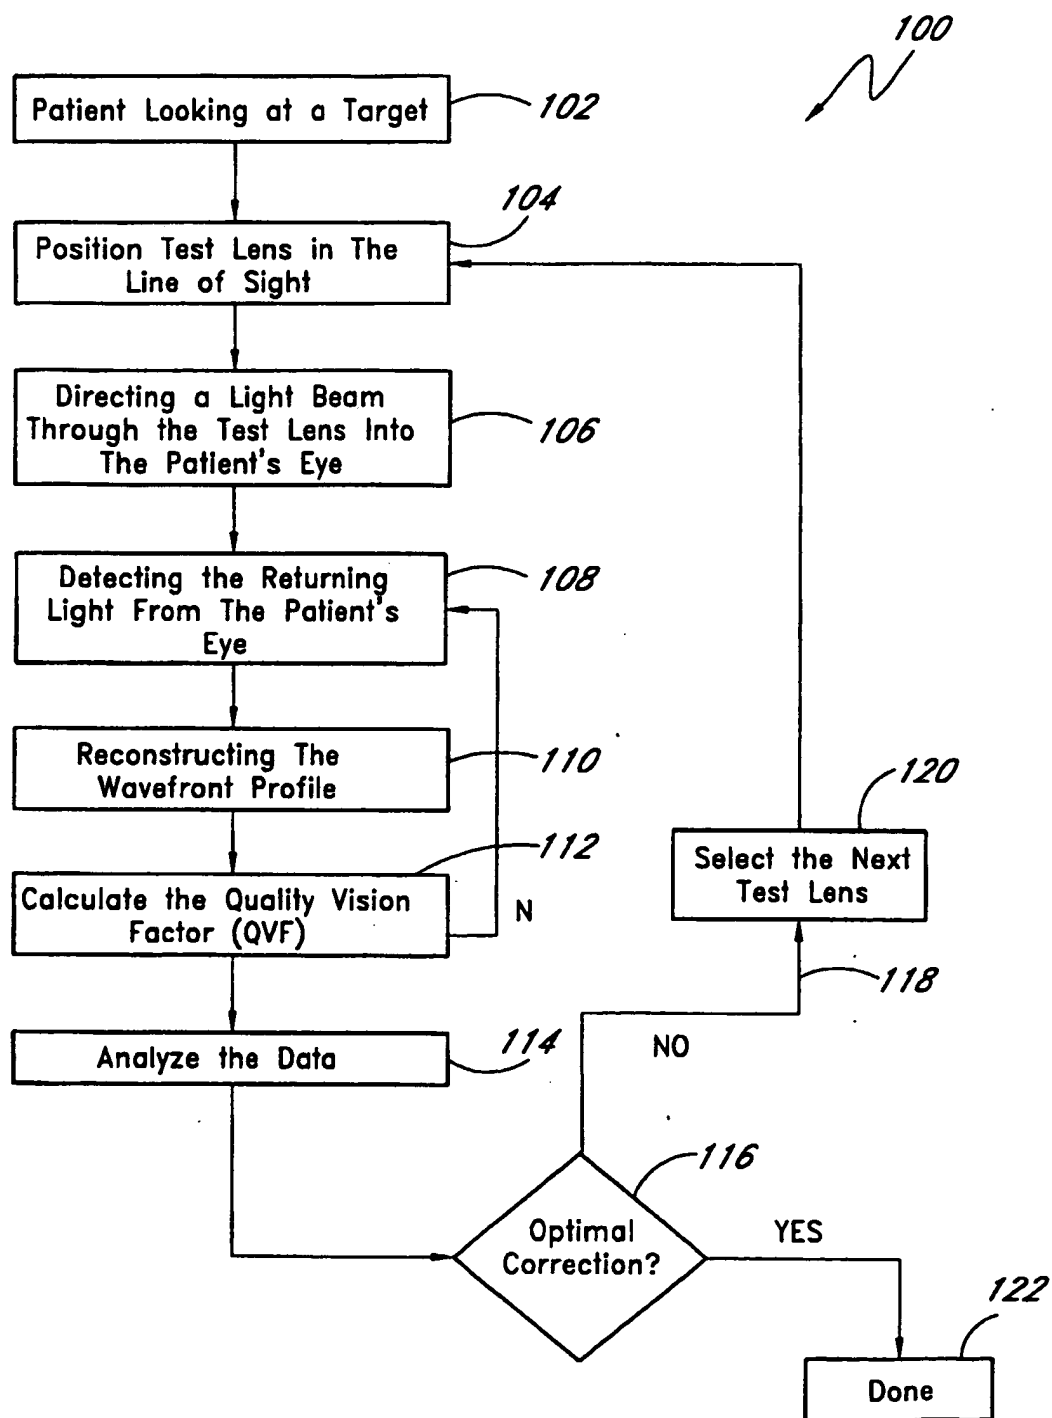 100
Patient Looking at a Target
102
104
Position Test Lens in The
Line of Sight
Directing a Light Beam
Through the Test Lens Into
The Patient's Eye
106
Detecting the Returning
Light From The Patient's
Eye
108
Reconstructing The
Wavefront Profile
110
112
Calculate the Quality Vision
Factor (QVF)
N
120
Select the Next
Test Lens
118
NO
Analyze the Data
114
116
Optimal
Correction?
YES
122
Done